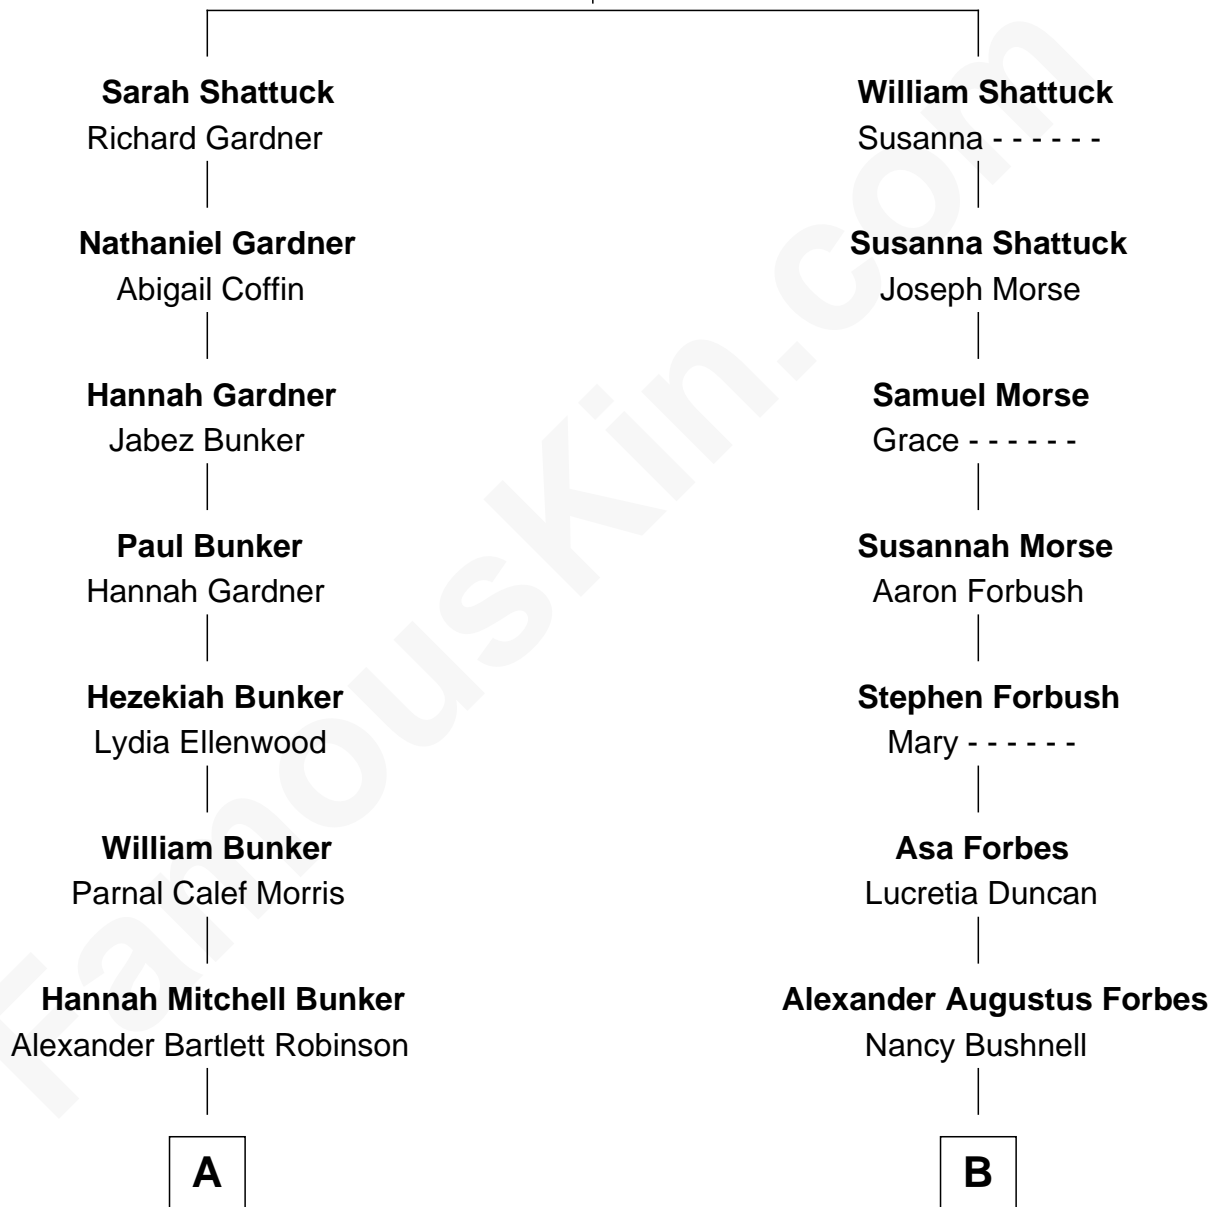 Sarah Shattuck
Richard Gardner
Nathaniel Gardner
Abigail Coffin
Hannah Gardner
Jabez Bunker
Paul Bunker
Hannah Gardner
Hezekiah Bunker
Lydia Ellenwood
William Bunker
Parnal Calef Morris
Hannah Mitchell Bunker
Alexander Bartlett Robinson
A
William Shattuck
Susanna - - - - - -
Susanna Shattuck
Joseph Morse
Samuel Morse
Grace - - - - - -
Susannah Morse
Aaron Forbush
Stephen Forbush
Mary - - - - - -
Asa Forbes
Lucretia Duncan
Alexander Augustus Forbes
Nancy Bushnell
B
FamousKin.com